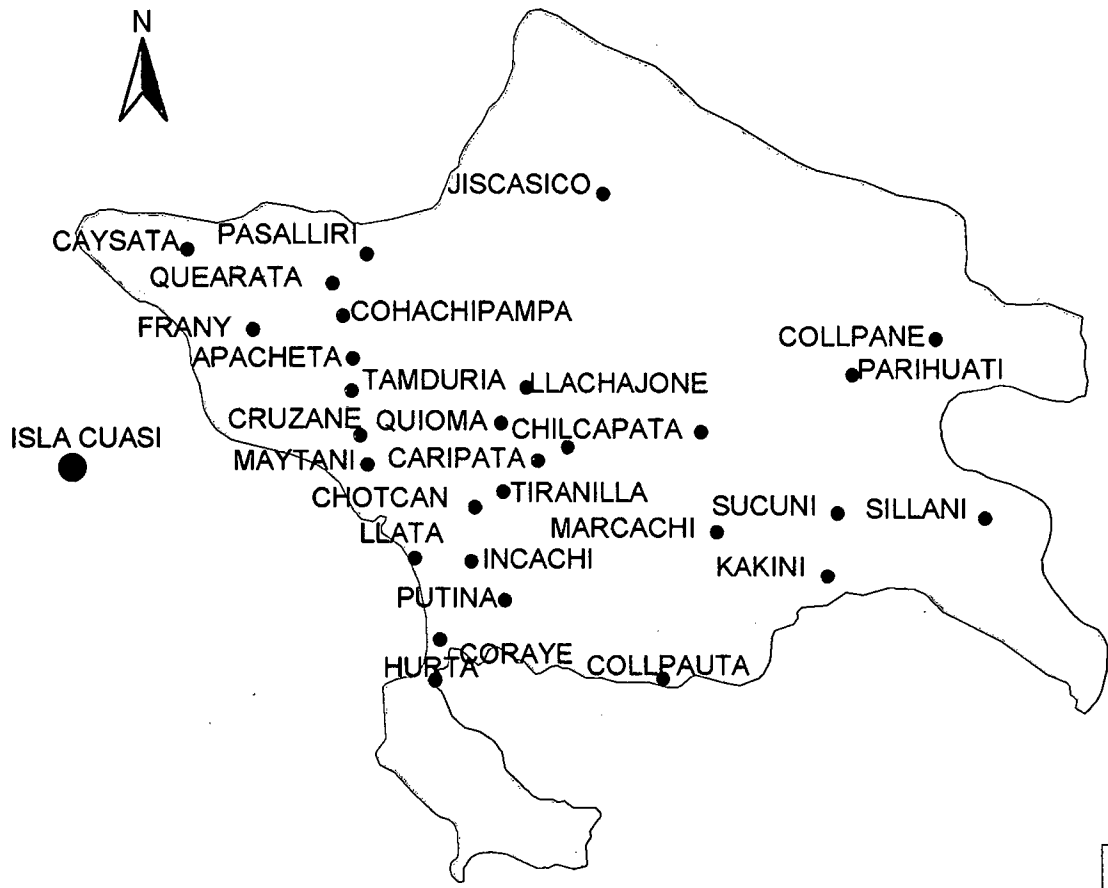 N
JISCASICO
CAYSATA
PASALLIRI
QUEARATA
COHACHIPAMPA
FRANY
COLLPANE
APACHETA
PARIHUATI
TAMDURIA
LLACHAJONE
CRUZANE
QUIOMA
CHILCAPATA
ISLA CUASI
MAYTANI
CARIPATA
CHOTCAN
TIRANILLA
SUCUNI
SILLANI
LLATA
MARCACHI
INCACHI
KAKINI
PUTINA
CORAYE
HURTA
COLLPAUTA